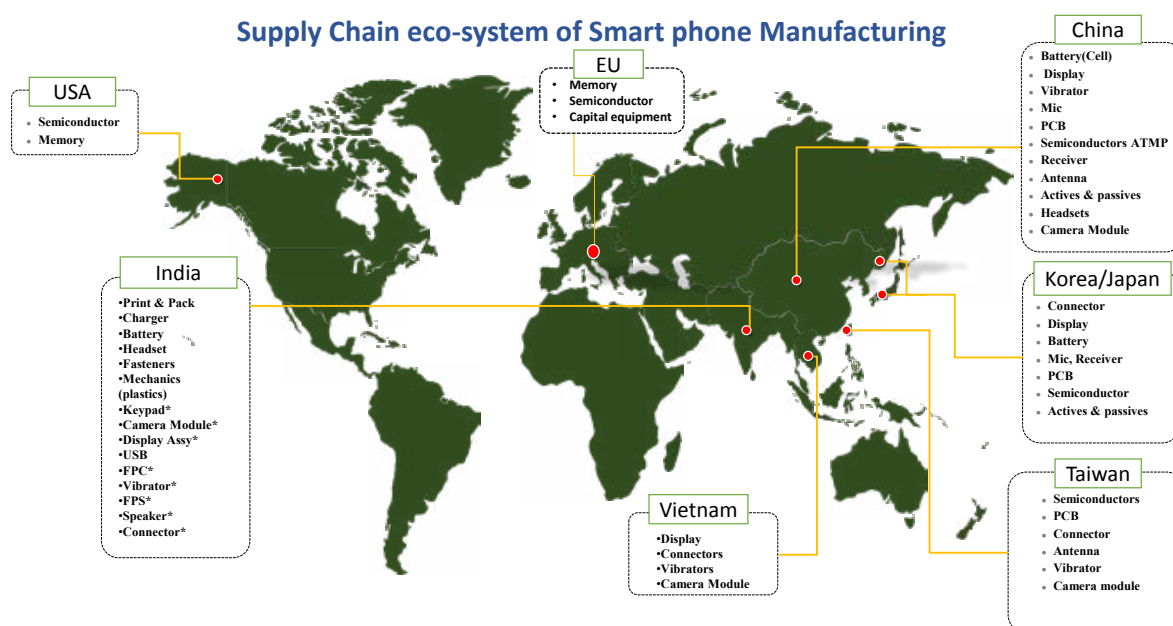 Supply Chain eco-system of Smart phone Manufacturing
USA
• Semiconductor
• Memory
EU
• Memory
• Semiconductor
• Capital equipment
China
• Battery(Cell)
• Display
• Vibrator
• Mic
• PCB
• Semiconductors ATMP
• Receiver
• Antenna
• Actives & passives
• Headsets
• Camera Module
India
•Print & Pack
•Charger
•Battery
•Headset
•Fasteners
•Mechanics
(plastics)
•Keypad*
•Camera Module*
•Display Assy*
•USB
•FPC*
•Vibrator*
•FPS*
•Speaker*
•Connector*
Korea/Japan
• Connector
• Display
• Battery
• Mic, Receiver
• PCB
• Semiconductor
• Actives & passives
Vietnam
•Display
•Connectors
•Vibrators
•Camera Module
Taiwan
• Semiconductors
• PCB
• Connector
• Antenna
• Vibrator
• Camera module